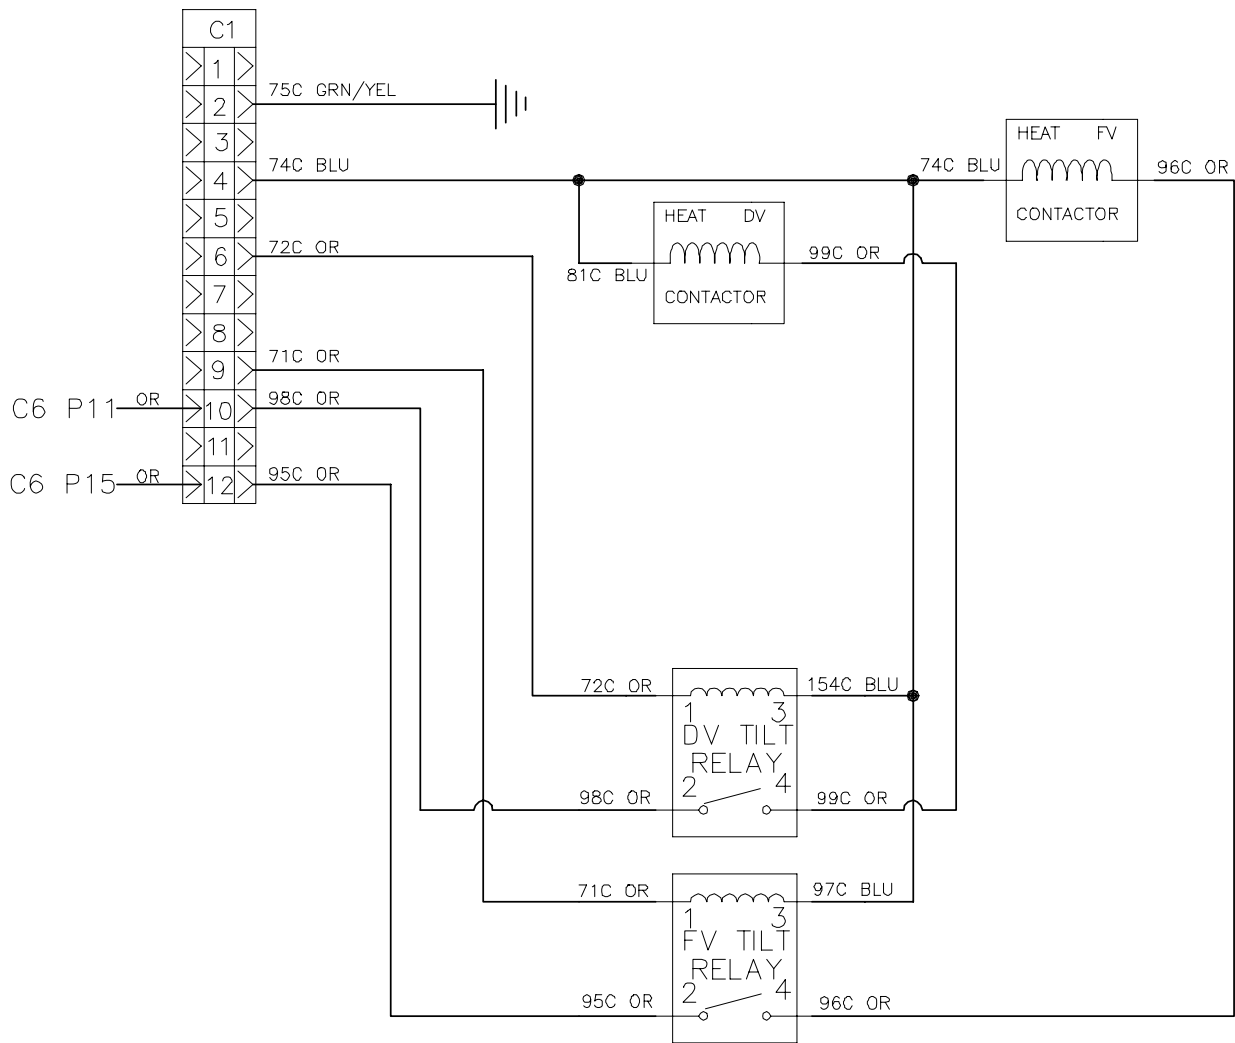 C1
1
2
75C GRN/YEL
3
4
74C BLU
74C BLU
HEAT FV
CONTACTOR
96C OR
5
6
72C OR
HEAT DV
CONTACTOR
81C BLU
99C OR
7
8
9
71C OR
C6 P11
OR
10
98C OR
11
C6 P15
OR
12
95C OR
72C OR
154C BLU
1 3
DV TILT
RELAY
2 4
98C OR
99C OR
71C OR
97C BLU
1 3
FV TILT
RELAY
2 4
95C OR
96C OR